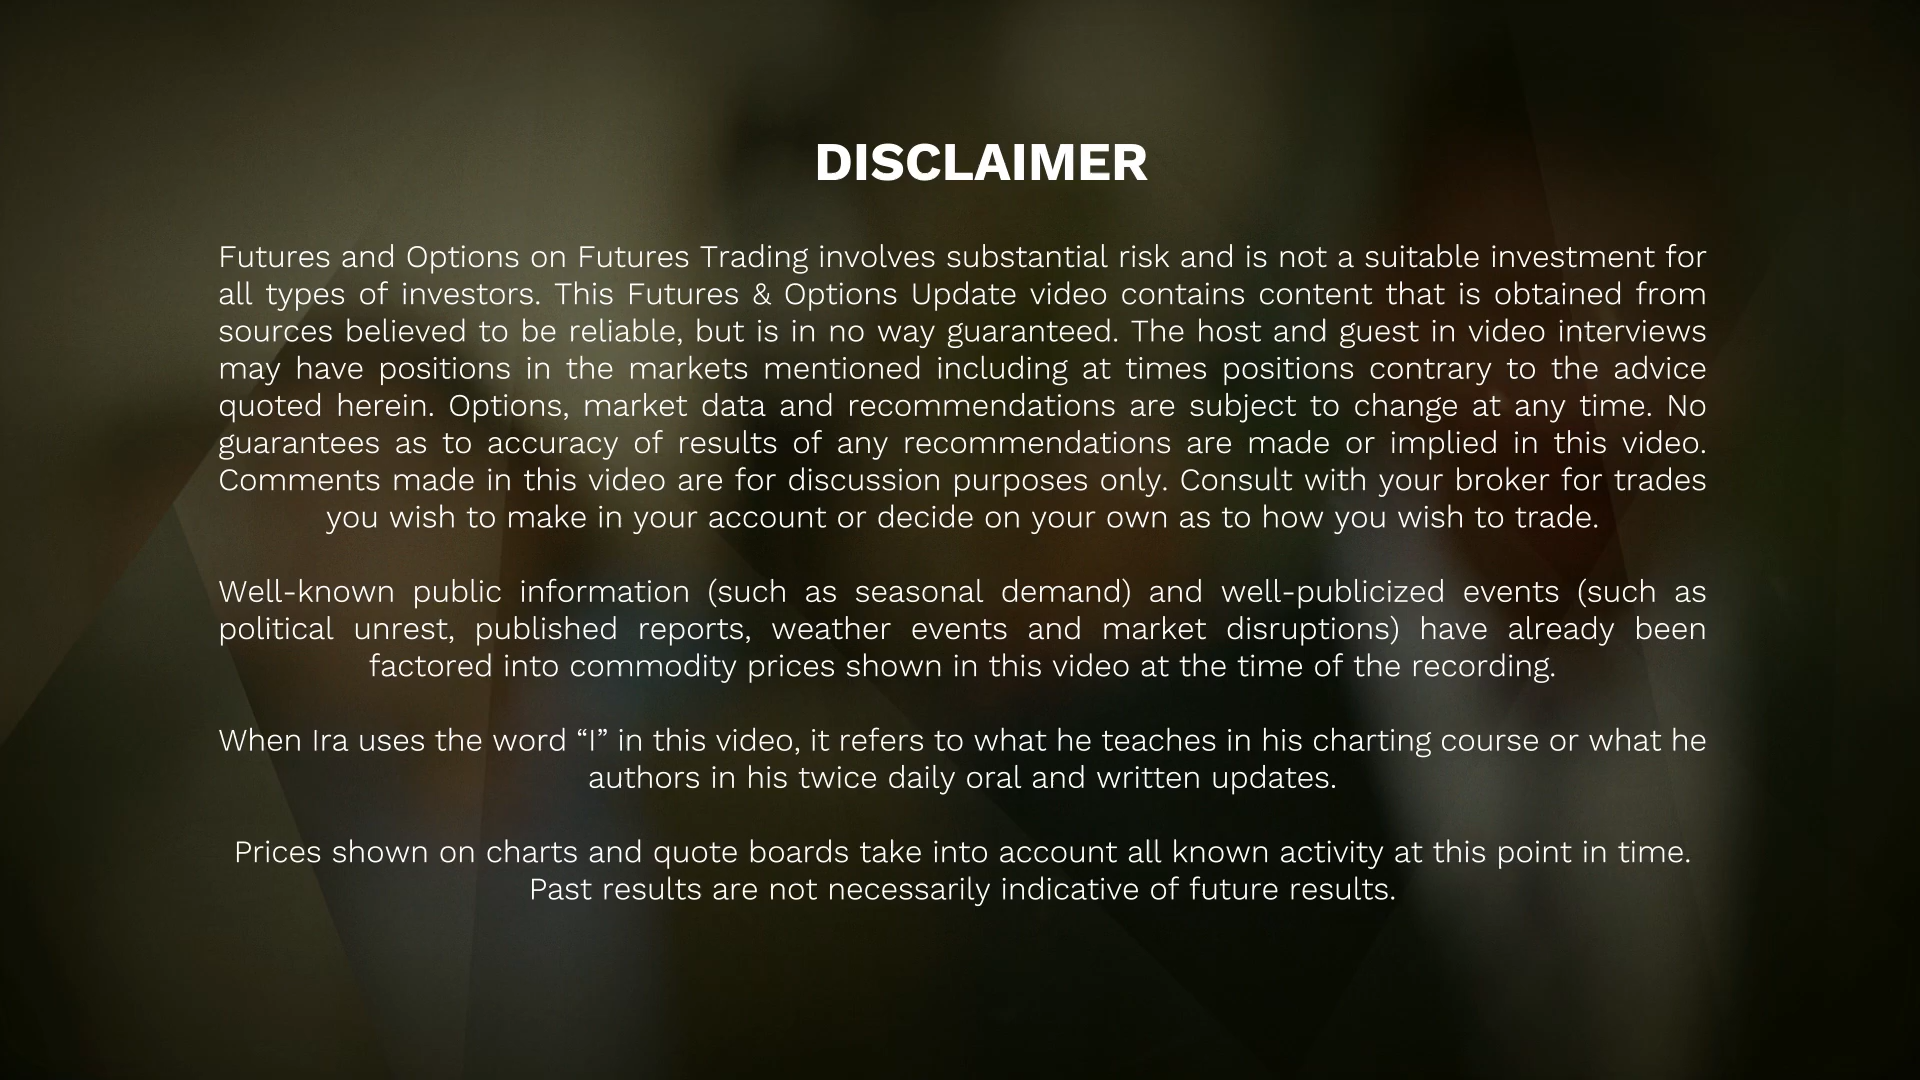 DISCLAIMER
Futures and Options on Futures Trading involves substantial risk and is not a suitable investment for
all types of investors. This Futures & Options Update video contains content that is obtained from
sources believed to be reliable, but is in no way guaranteed. The host and guest in video interviews
may have positions in the markets mentioned including at times positions contrary to the advice
quoted herein. Options, market data and recommendations are subject to change at any time. No
guarantees as to accuracy of results of any recommendations are made or implied in this video.
Comments made in this video are for discussion purposes only. Consult with your broker for trades
you wish to make in your account or decide on your own as to how you wish to trade.
Well-known public information (such as seasonal demand) and well-publicized events (such as
political unrest, published reports, weather events and market disruptions) have already been
factored into commodity prices shown in this video at the time of the recording.
When Ira uses the word “I” in this video, it refers to what he teaches in his charting course or what he
authors in his twice daily oral and written updates.
Prices shown on charts and quote boards take into account all known activity at this point in time.
Past results are not necessarily indicative of future results.